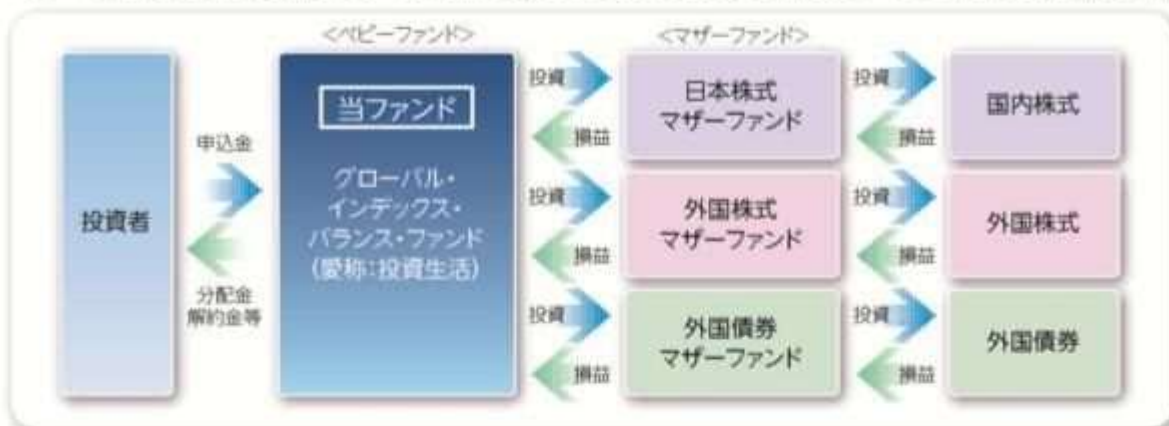 <ベビーファンド>
<マザーファンド>
投資者
申込金
分配金
解約金等
当ファンド
グローバル・
インデックス・
バランス・ファンド
(愛称:投資生活)
投資
損益
日本株式
マザーファンド
投資
損益
国内株式
投資
損益
外国株式
マザーファンド
投資
損益
外国株式
投資
損益
外国債券
マザーファンド
投資
損益
外国債券